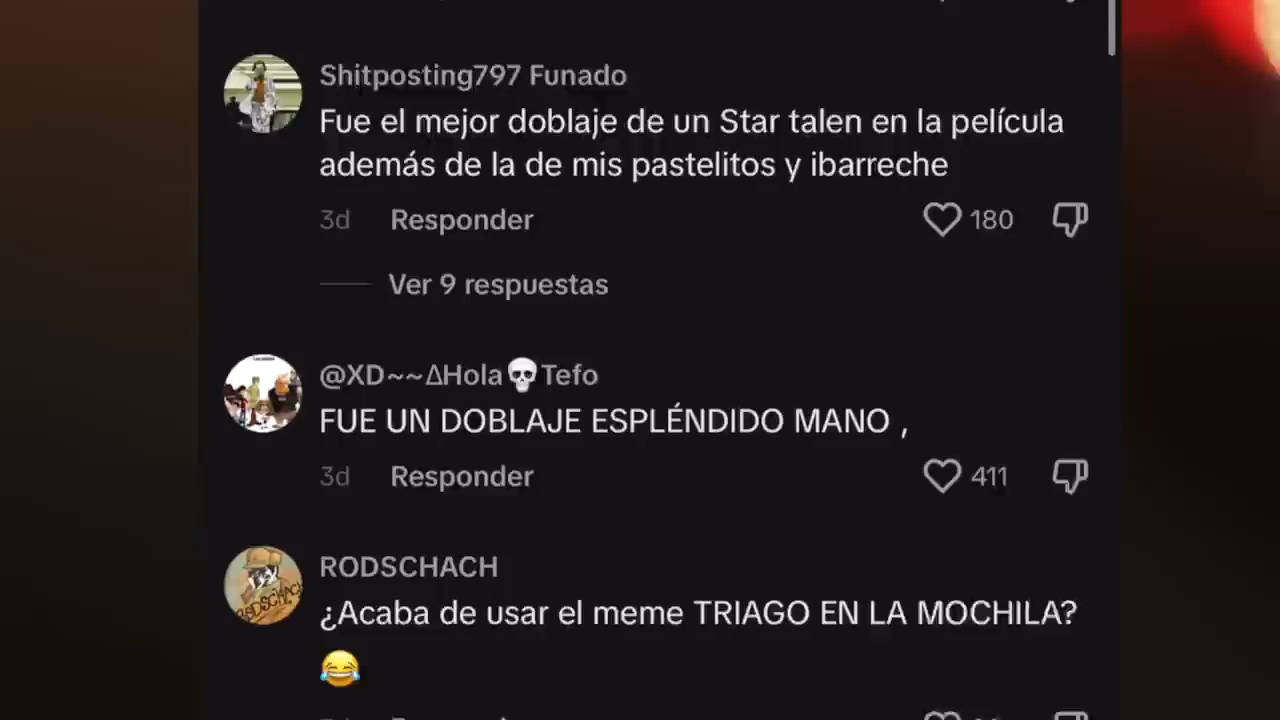 Shitposting797 Funado
Fue el mejor doblaje de un Star talen en la película
además de la de mis pastelitos y ibarreche
3d Responder 180
Ver 9 respuestas
@XD~~∆Hola💀Tefo
FUE UN DOBLAJE ESPLÉNDIDO MANO ,
3d Responder 411
RODSCHACH
RODSCHACH
¿Acaba de usar el meme TRIAGO EN LA MOCHILA?
😂